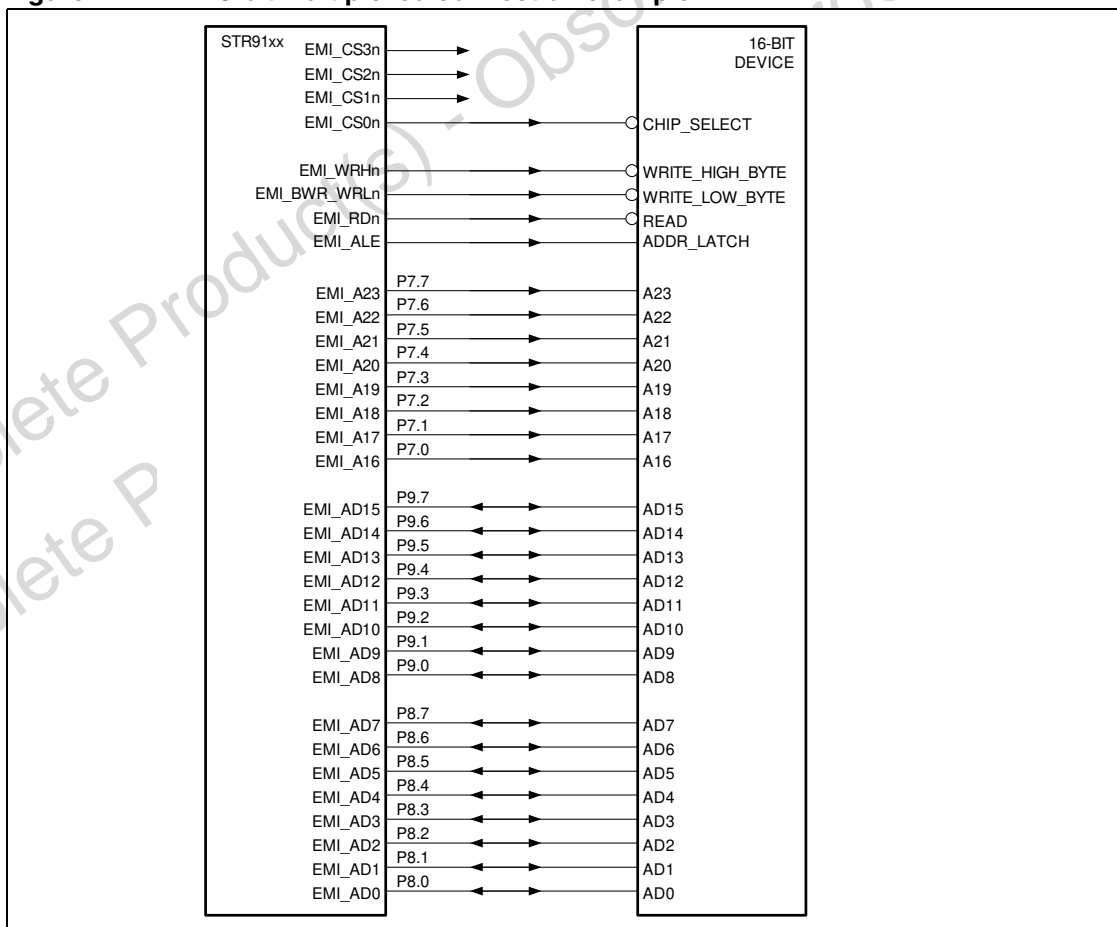 STR91xx
16-BIT
DEVICE
EMI_CS3n
EMI_CS2n
EMI_CS1n
EMI_CS0n CHIP_SELECT
EMI_WRHn WRITE_HIGH_BYTE
EMI_BWR_WRLn WRITE_LOW_BYTE
EMI_RDn READ
EMI_ALE ADDR_LATCH
EMI_A23 P7.7 A23
EMI_A22 P7.6 A22
EMI_A21 P7.5 A21
EMI_A20 P7.4 A20
EMI_A19 P7.3 A19
EMI_A18 P7.2 A18
EMI_A17 P7.1 A17
EMI_A16 P7.0 A16
EMI_AD15 P9.7 AD15
EMI_AD14 P9.6 AD14
EMI_AD13 P9.5 AD13
EMI_AD12 P9.4 AD12
EMI_AD11 P9.3 AD11
EMI_AD10 P9.2 AD10
EMI_AD9 P9.1 AD9
EMI_AD8 P9.0 AD8
EMI_AD7 P8.7 AD7
EMI_AD6 P8.6 AD6
EMI_AD5 P8.5 AD5
EMI_AD4 P8.4 AD4
EMI_AD3 P8.3 AD3
EMI_AD2 P8.2 AD2
EMI_AD1 P8.1 AD1
EMI_AD0 P8.0 AD0
lete Product(s) - Obso
lete P